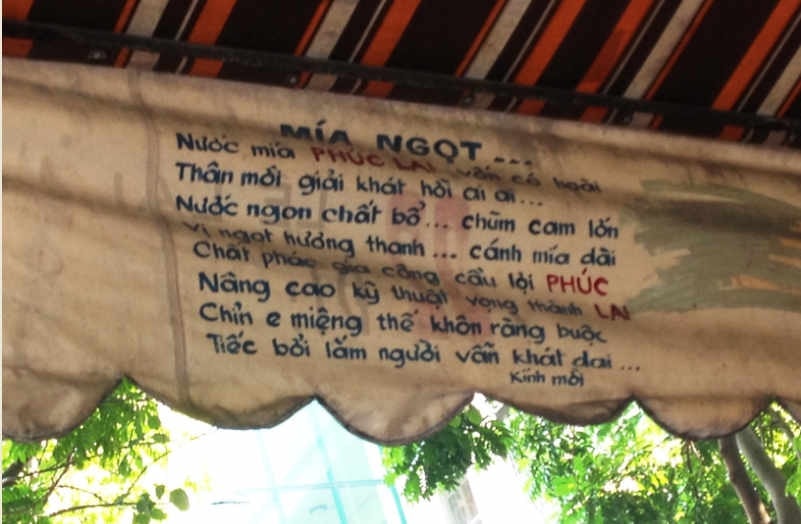 MÍA NGỌT...
Nước mía PHÚC LAI vẫn có hoài
Thân mời giải khát hỡi ai ai...
Nước ngon chất bổ... chùm cam lớn
Vị ngọt hương thanh... cánh mía dài
Chất phác gia công cầu lợi PHÚC
Nâng cao kỹ thuật vọng thành LAI
Chỉn e miệng thế khôn ràng buộc
Tiếc bởi lắm người vẫn khát dai...
Kính mời